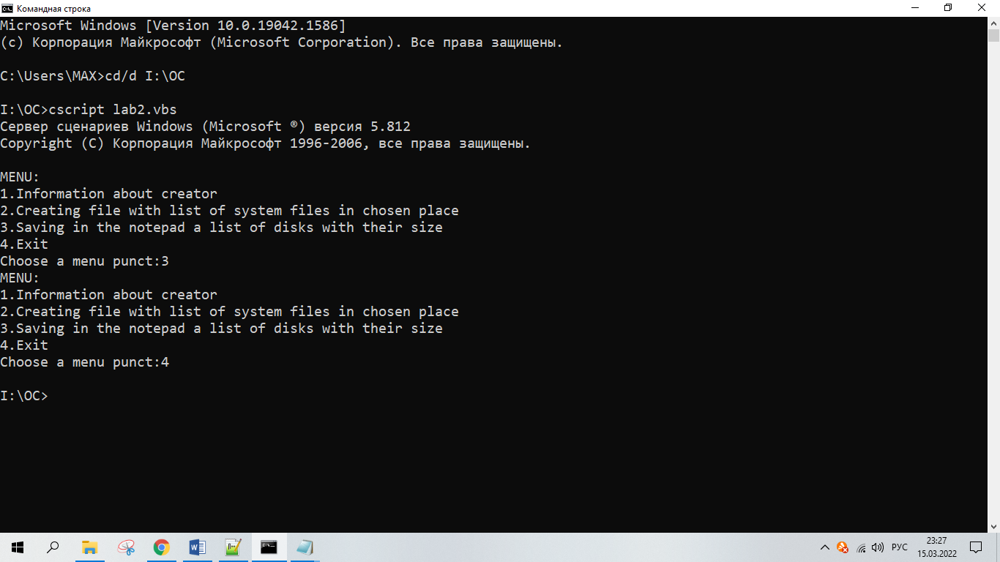 Командная строка
Microsoft Windows [Version 10.0.19042.1586]
(c) Корпорация Майкрософт (Microsoft Corporation). Все права защищены.
C:\Users\MAX>cd/d I:\OC
I:\OC>cscript lab2.vbs
Сервер сценариев Windows (Microsoft ®) версия 5.812
Copyright (C) Корпорация Майкрософт 1996-2006, все права защищены.
MENU:
1.Information about creator
2.Creating file with list of system files in chosen place
3.Saving in the notepad a list of disks with their size
4.Exit
Choose a menu punct:3
MENU:
1.Information about creator
2.Creating file with list of system files in chosen place
3.Saving in the notepad a list of disks with their size
4.Exit
Choose a menu punct:4
I:\OC>
РУС
23:27
15.03.2022